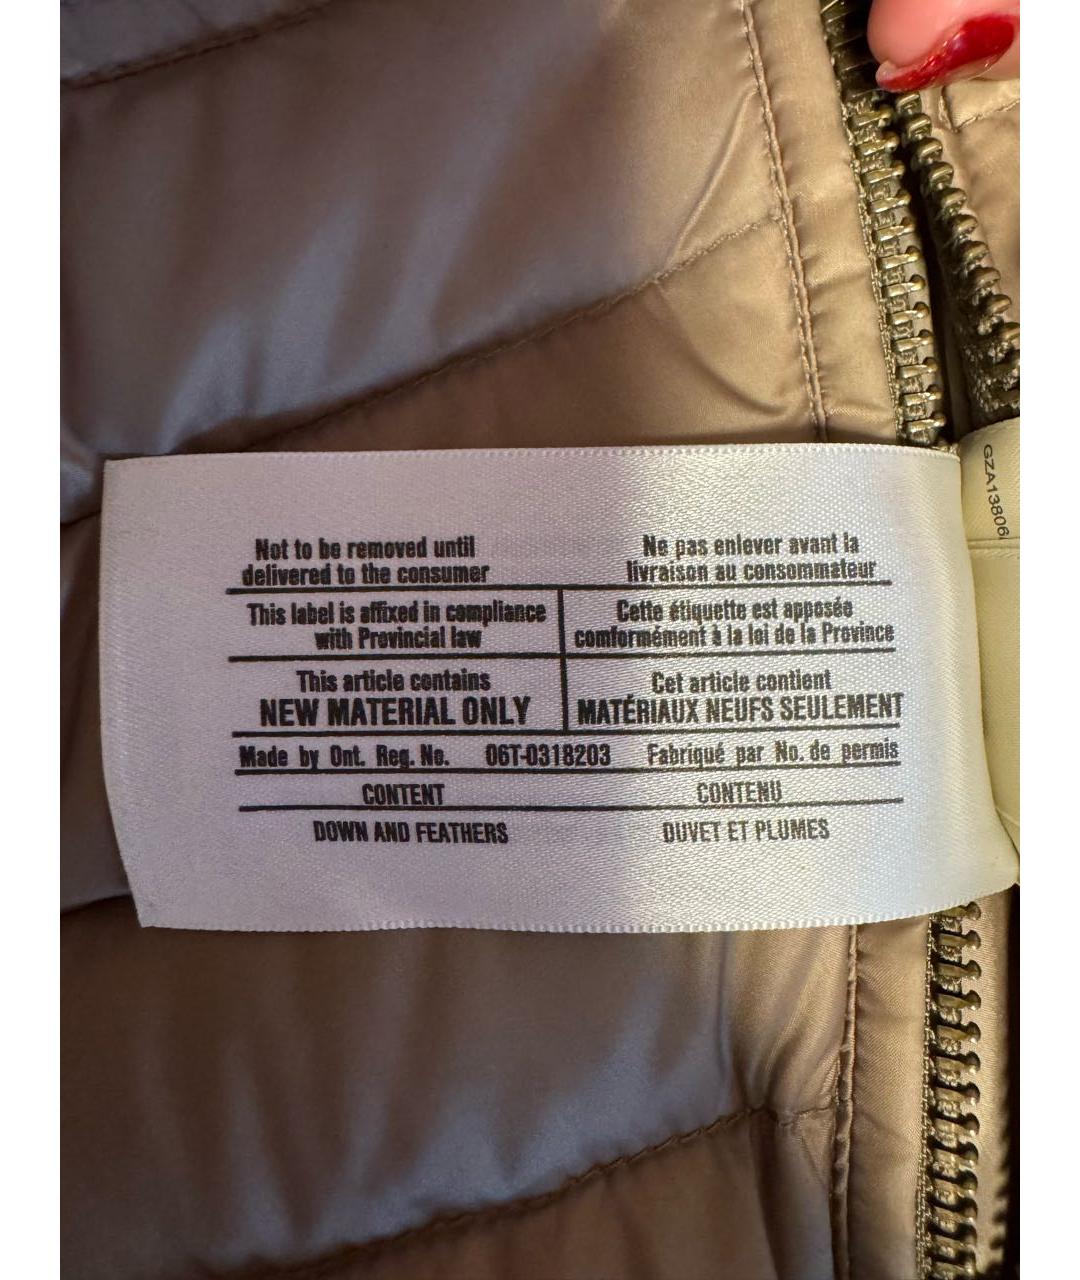 Not to be removed until
delivered to the consumer
Ne pas enlever avant la
livraison au consommateur
This label is affixed in compliance
with Provincial law
Cette étiquette est apposée
comformément à la loi de la Province
This article contains
NEW MATERIAL ONLY
Cet article contient
MATÉRIAUX NEUFS SEULEMENT
Made by Ont. Reg. No. 06T-0318203 Fabriqué par No. de permis
CONTENT CONTENU
DOWN AND FEATHERS DUVET ET PLUMES
GZA13806